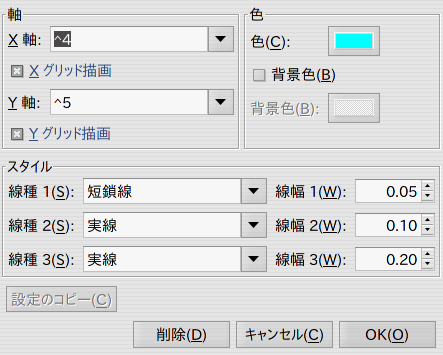 軸
X 軸: ^4
X グリッド描画
Y 軸: ^5
Y グリッド描画
色
色(C):
背景色(B)
背景色(B):
スタイル
線種 1(S): 短鎖線 線幅 1(W): 0.05
線種 2(S): 実線 線幅 2(W): 0.10
線種 3(S): 実線 線幅 3(W): 0.20
設定のコピー(C)
削除(D) キャンセル(C) OK(O)